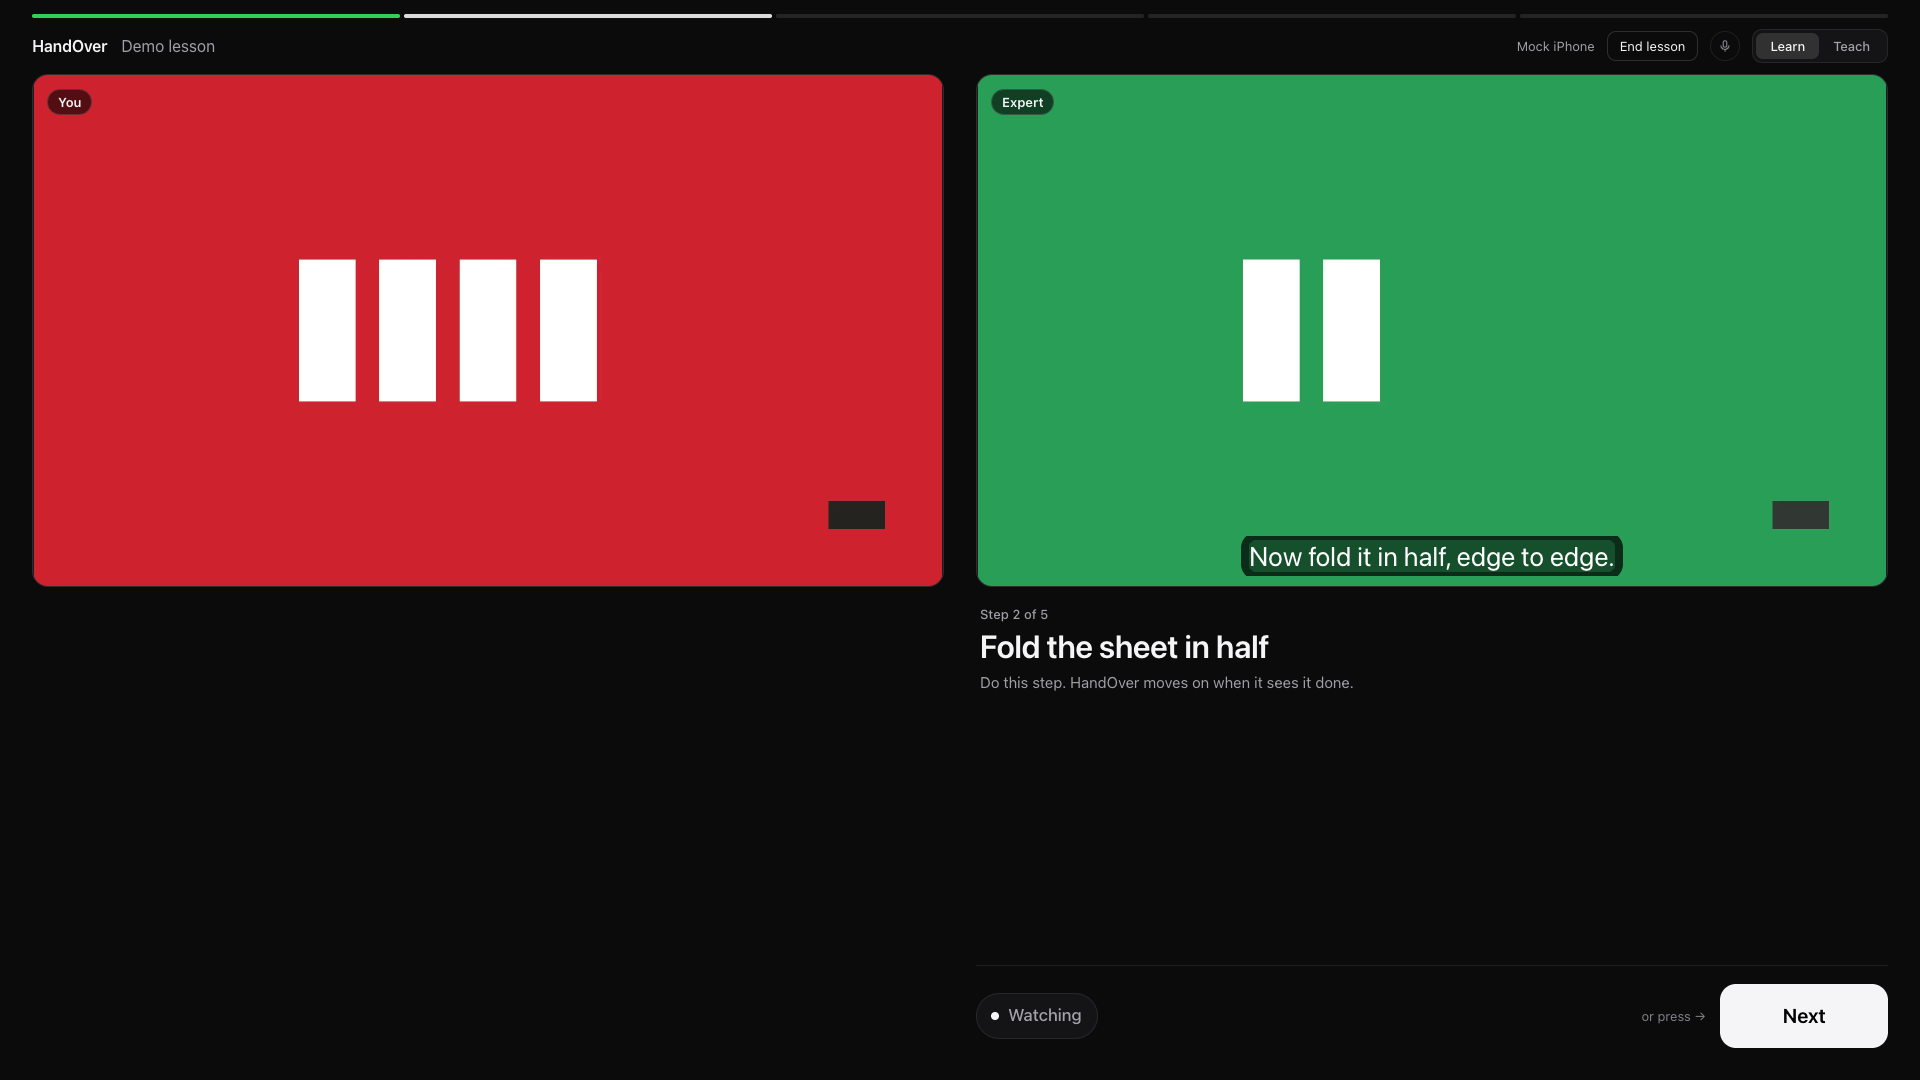 HandOver Demo lesson
Mock iPhone End lesson Learn Teach
You
Expert
Now fold it in half, edge to edge.
Step 2 of 5
Fold the sheet in half
Do this step. HandOver moves on when it sees it done.
Watching
or press →
Next